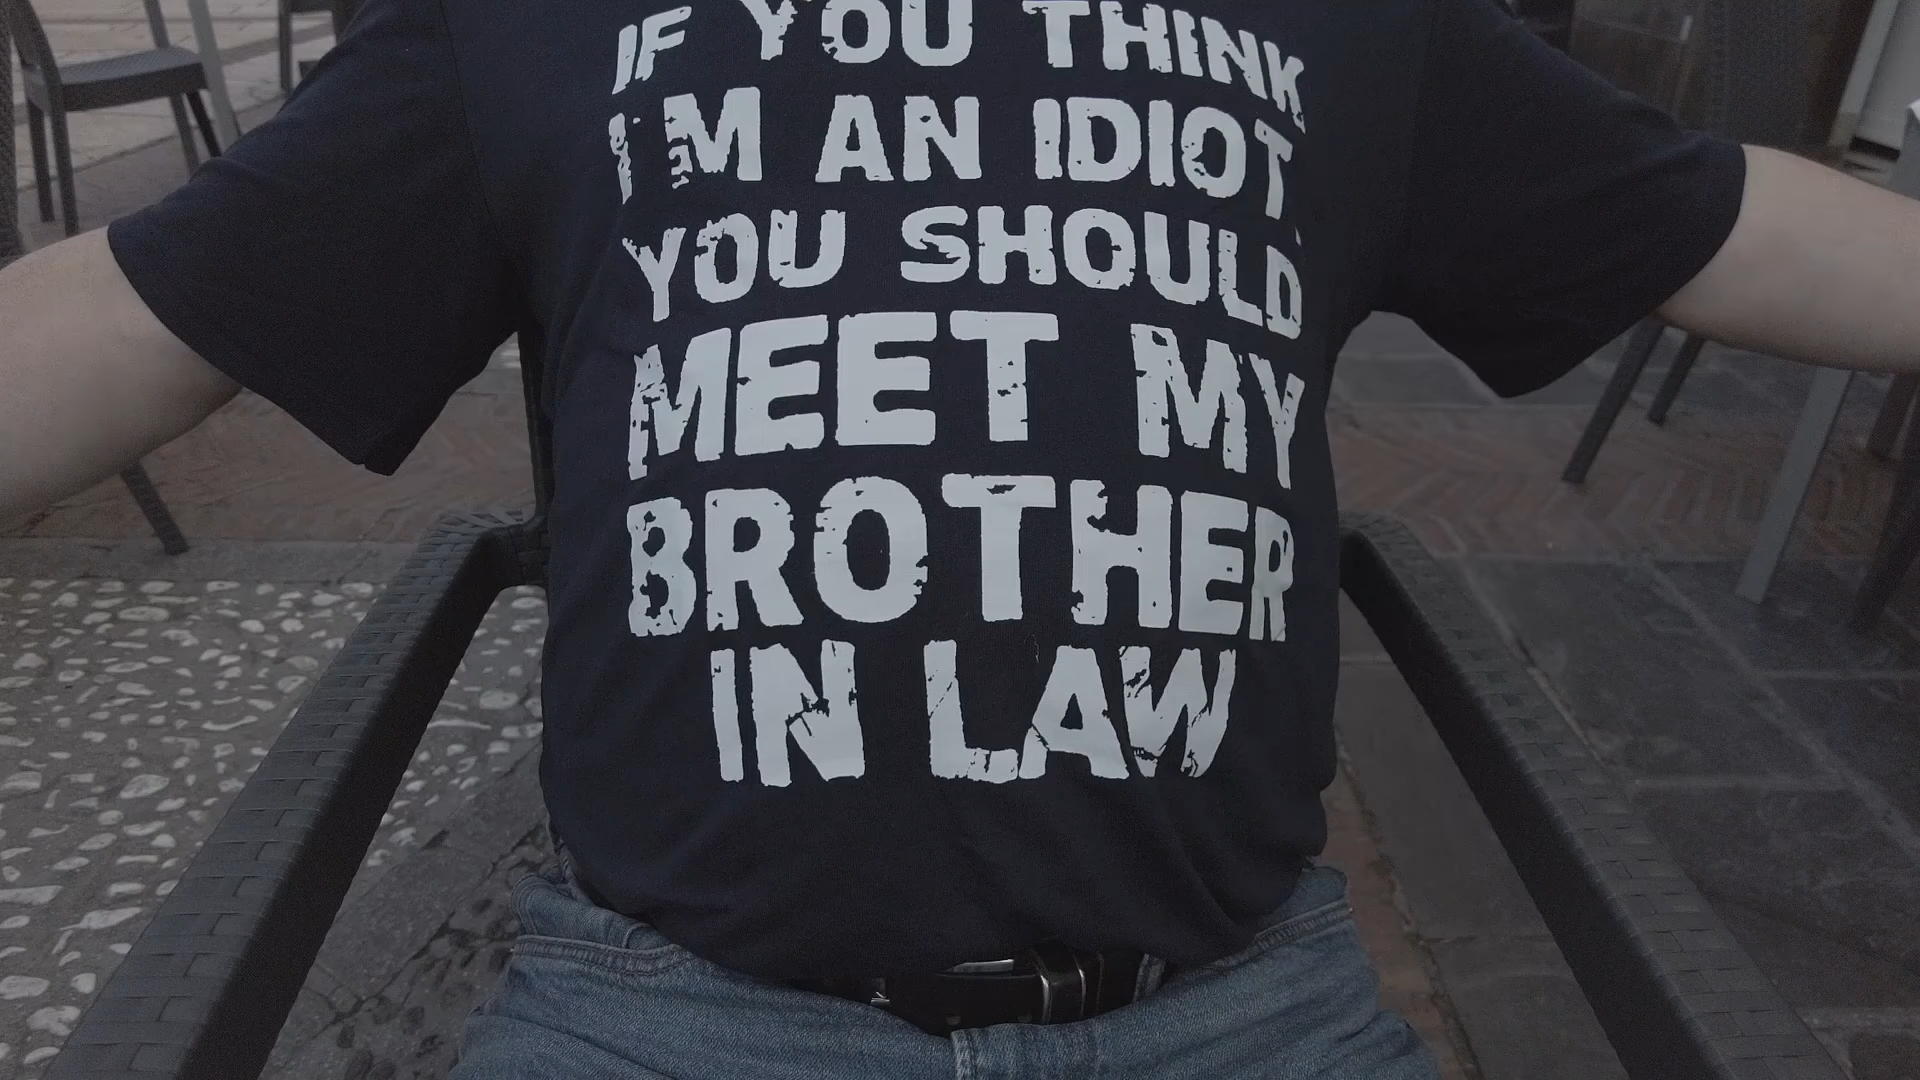 IF YOU THINK
I'M AN IDIOT,
YOU SHOULD
MEET MY
BROTHER
IN LAW